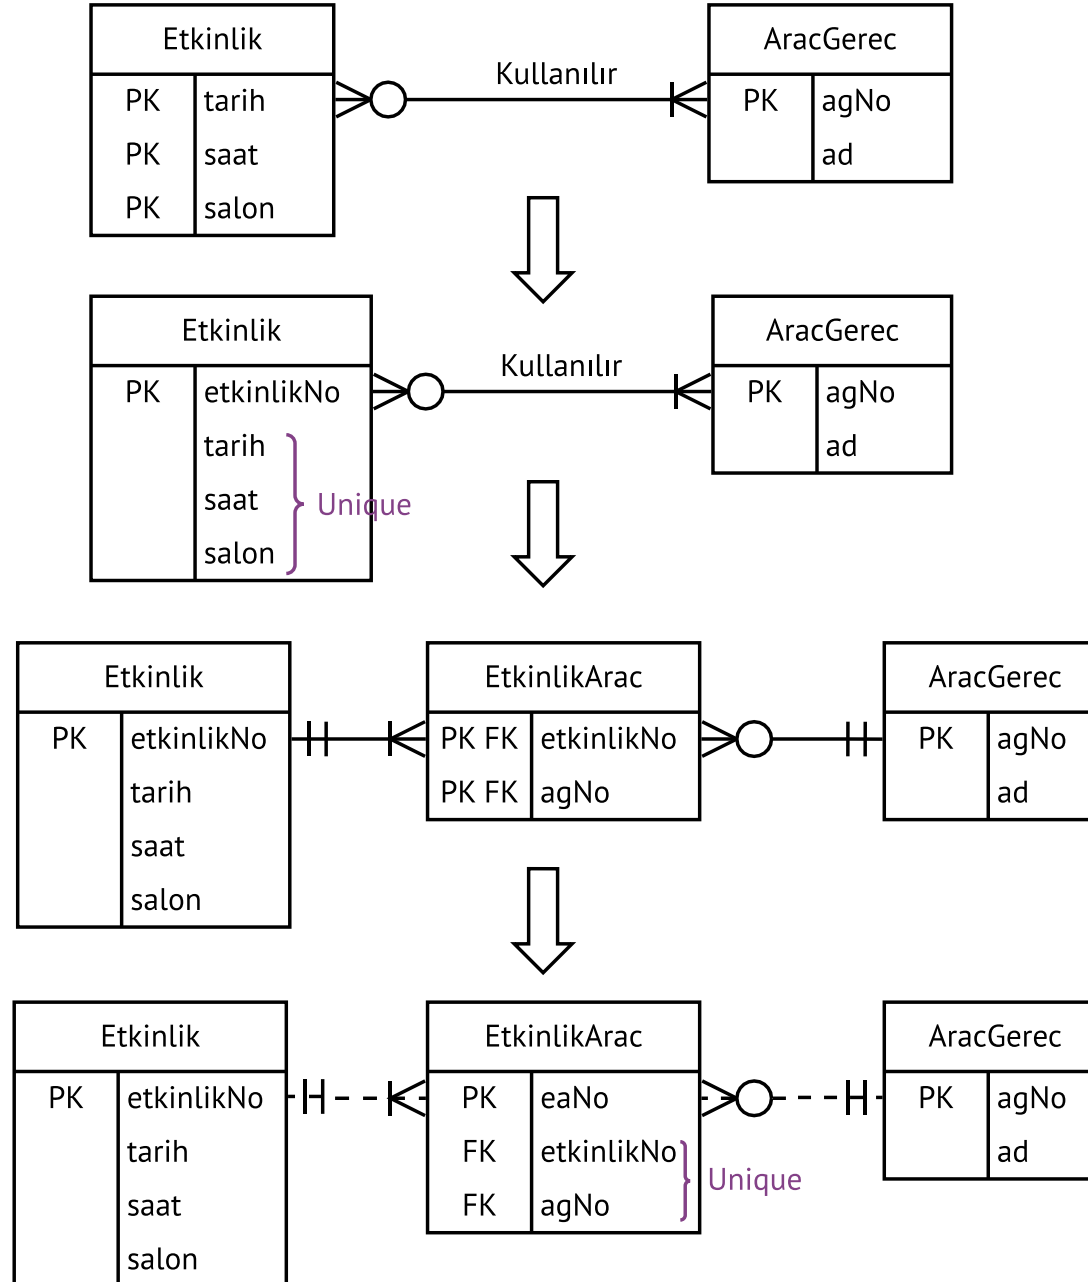 Etkinlik
PK tarih
PK saat
PK salon
Kullanılır
AracGerec
PK agNo
ad
Etkinlik
PK etkinlikNo
tarih
saat
salon
Unique
Kullanılır
AracGerec
PK agNo
ad
Etkinlik
PK etkinlikNo
tarih
saat
salon
EtkinlikArac
PK FK etkinlikNo
PK FK agNo
AracGerec
PK agNo
ad
Etkinlik
PK etkinlikNo
tarih
saat
salon
EtkinlikArac
PK eaNo
FK etkinlikNo
FK agNo
Unique
AracGerec
PK agNo
ad